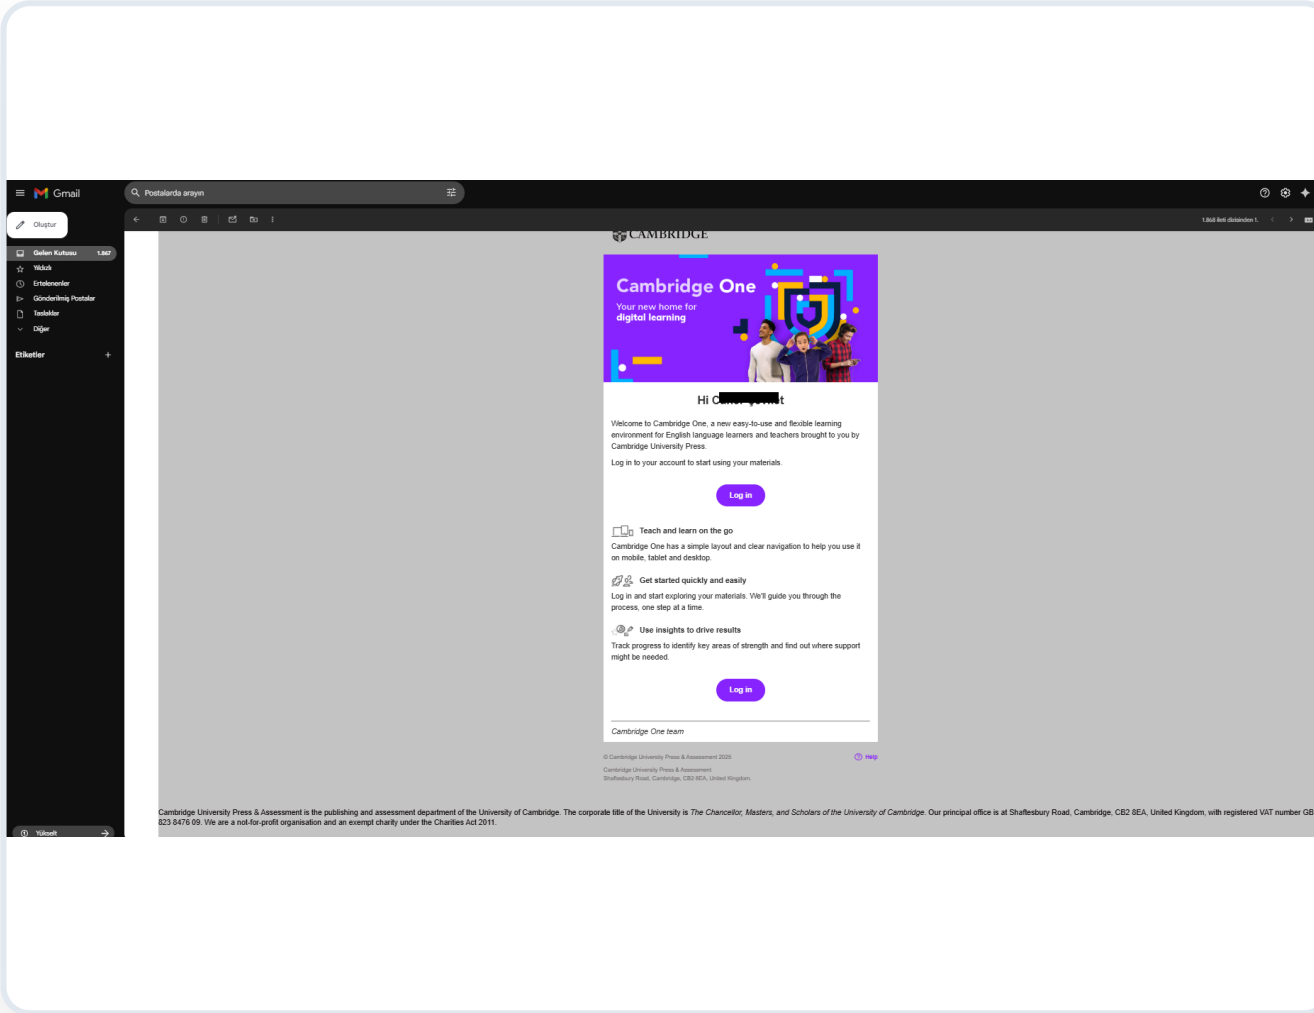 Gmail
Postalarda arayın
Oluştur
1.868 ileti dizisinden 1.
Gelen Kutusu 1.867
Yıldızlı
Ertelenenler
Gönderilmiş Postalar
Taslaklar
Diğer
Etiketler
Yükselt
CAMBRIDGE
Cambridge One
Your new home for
digital learning
Hi
Welcome to Cambridge One, a new easy-to-use and flexible learning
environment for English language learners and teachers brought to you by
Cambridge University Press.
Log in to your account to start using your materials.
Log in
Teach and learn on the go
Cambridge One has a simple layout and clear navigation to help you use it
on mobile, tablet and desktop.
Get started quickly and easily
Log in and start exploring your materials. We'll guide you through the
process, one step at a time.
Use insights to drive results
Track progress to identify key areas of strength and find out where support
might be needed.
Log in
Cambridge One team
© Cambridge University Press & Assessment
Help
Cambridge University Press & Assessment
Shaftesbury Road, Cambridge, CB2 8EA, United Kingdom.
Cambridge University Press & Assessment is the publishing and assessment department of the University of Cambridge. The corporate title of the University is The Chancellor, Masters, and Scholars of the University of Cambridge. Our principal office is at Shaftesbury Road, Cambridge, CB2 8EA, United Kingdom, with registered VAT number GB
823 8476 09. We are a not-for-profit organisation and an exempt charity under the Charities Act 2011.